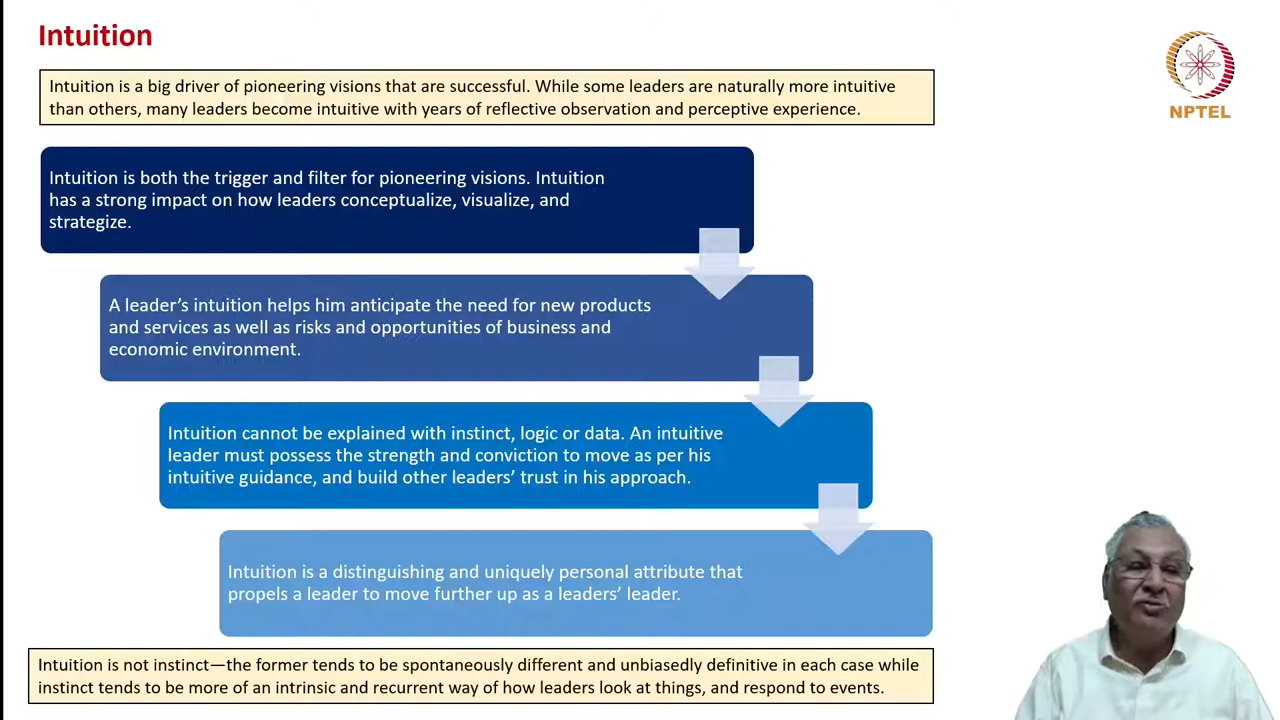 Intuition
NPTEL
Intuition is a big driver of pioneering visions that are successful. While some leaders are naturally more intuitive
than others, many leaders become intuitive with years of reflective observation and perceptive experience.
Intuition is both the trigger and filter for pioneering visions. Intuition
has a strong impact on how leaders conceptualize, visualize, and
strategize.
A leader’s intuition helps him anticipate the need for new products
and services as well as risks and opportunities of business and
economic environment.
Intuition cannot be explained with instinct, logic or data. An intuitive
leader must possess the strength and conviction to move as per his
intuitive guidance, and build other leaders’ trust in his approach.
Intuition is a distinguishing and uniquely personal attribute that
propels a leader to move further up as a leaders’ leader.
Intuition is not instinct—the former tends to be spontaneously different and unbiasedly definitive in each case while
instinct tends to be more of an intrinsic and recurrent way of how leaders look at things, and respond to events.